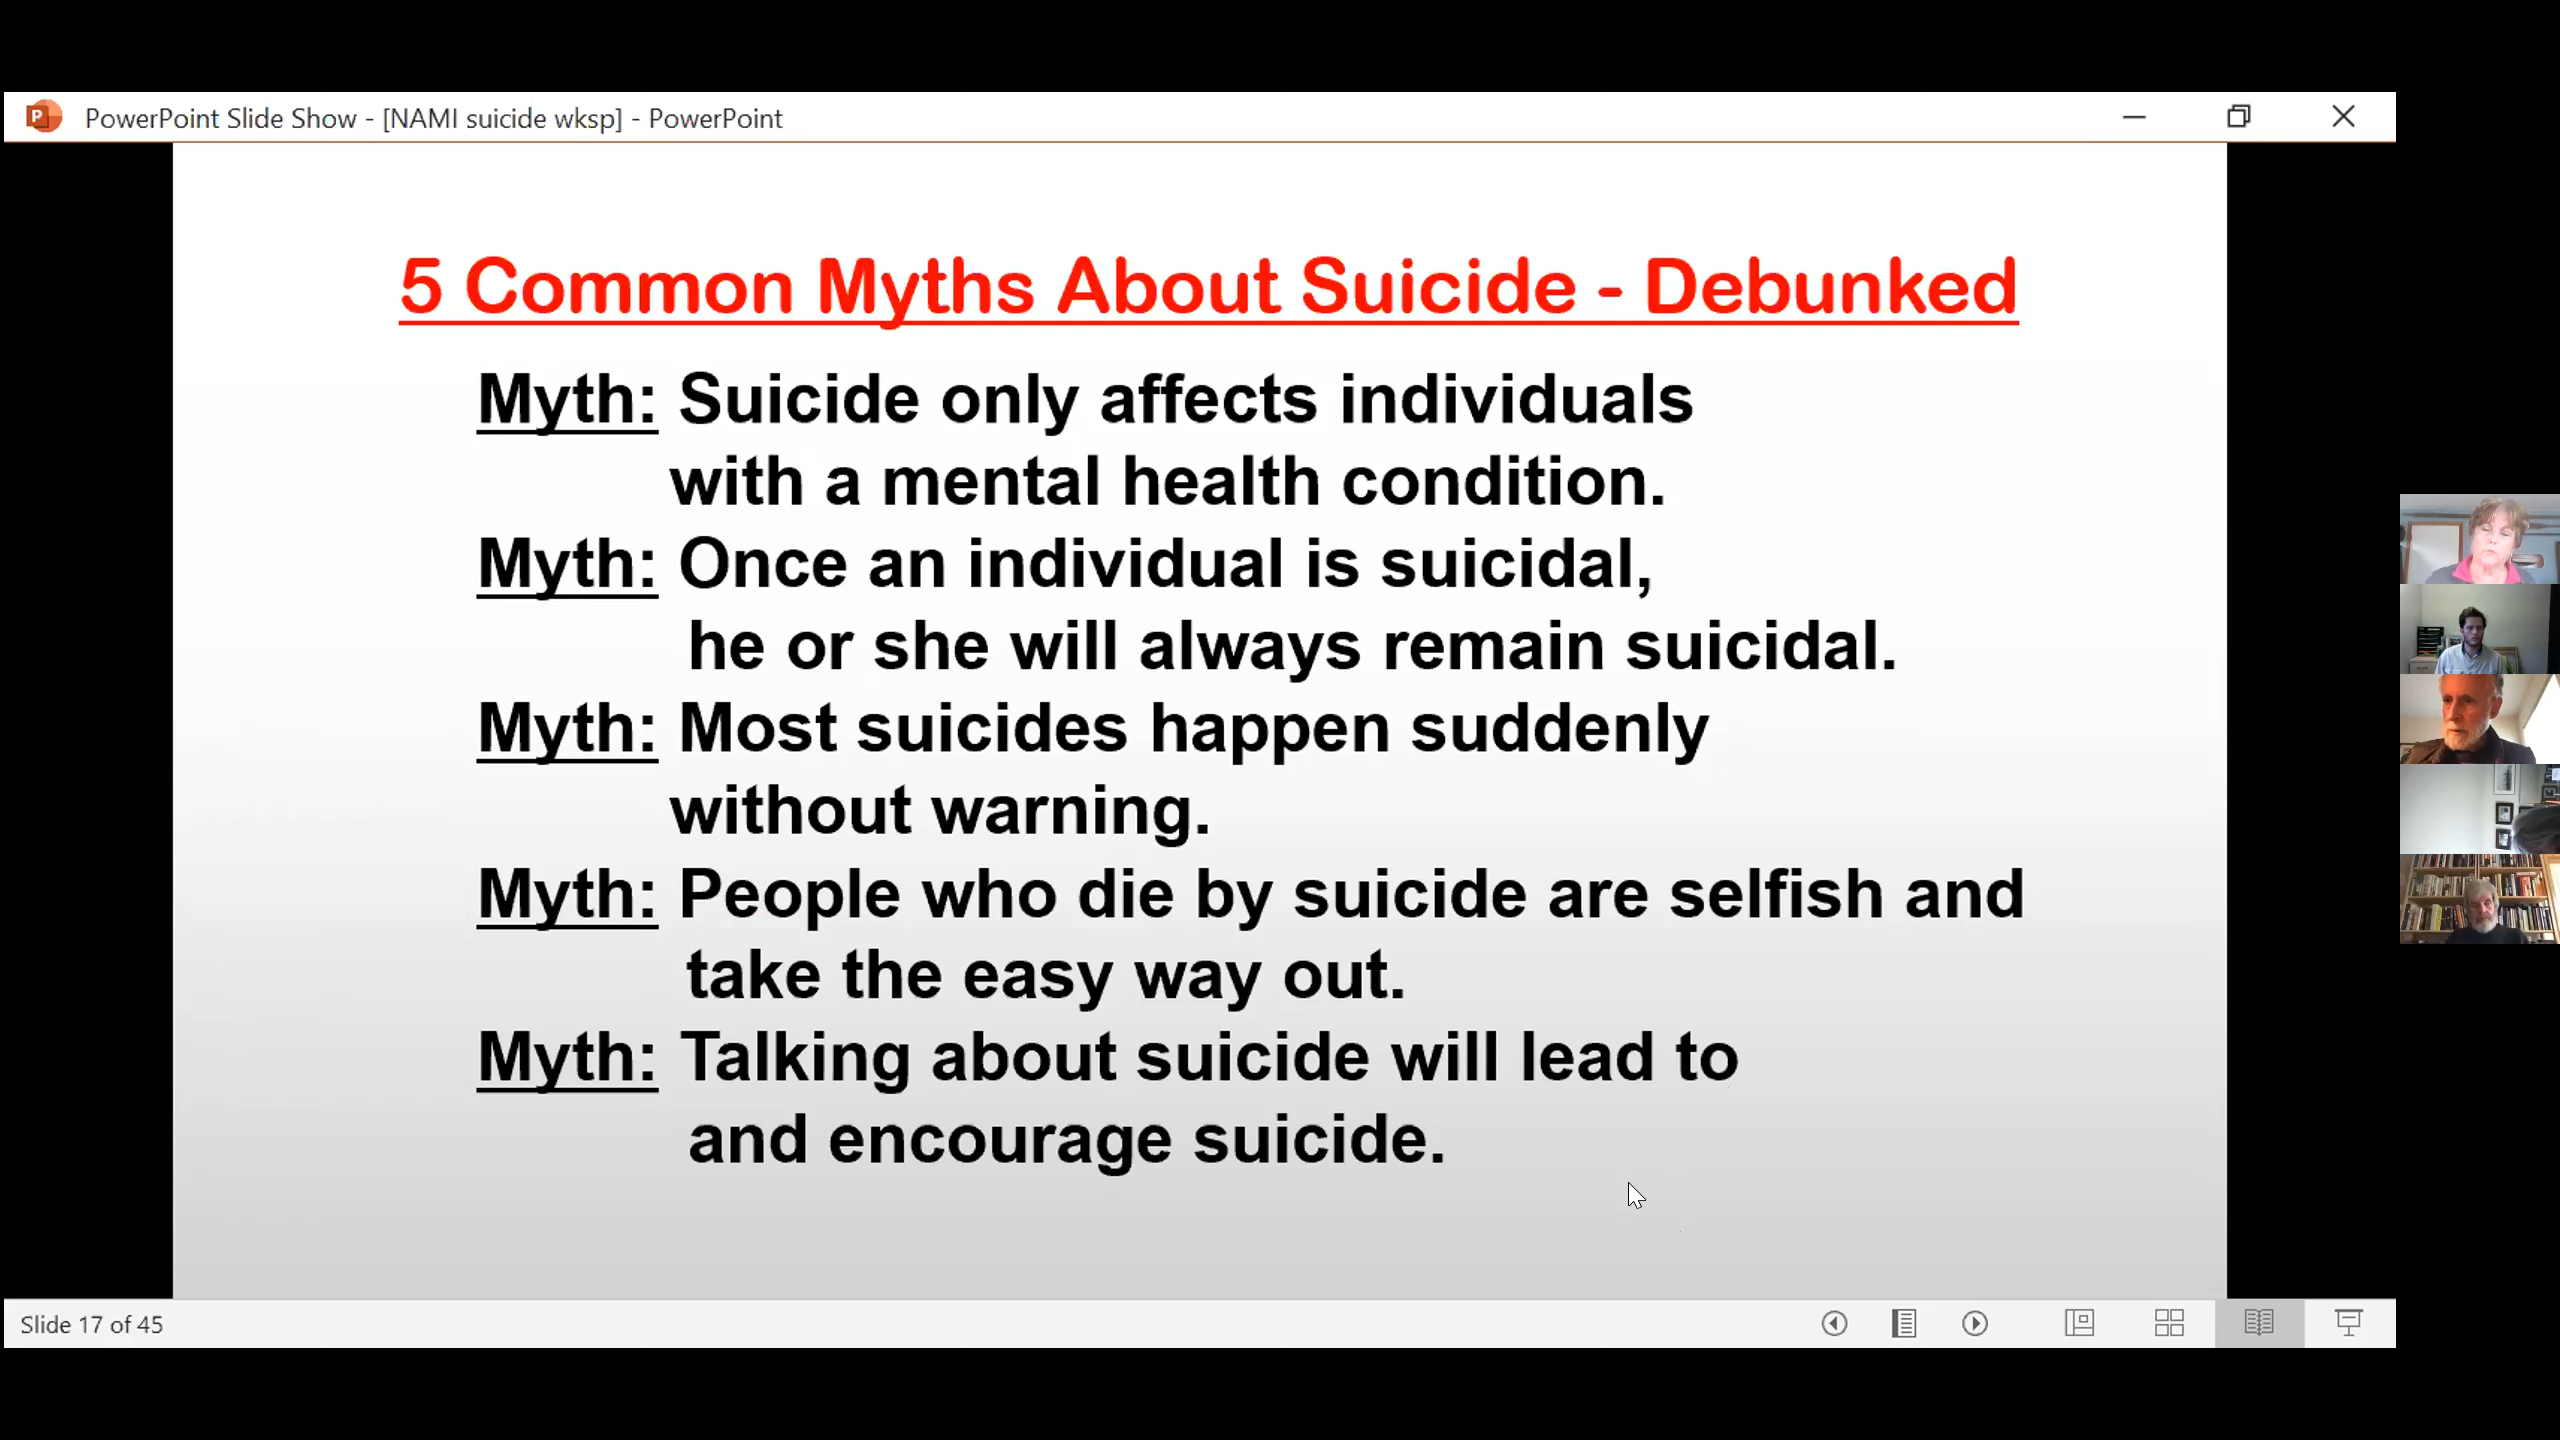 PowerPoint Slide Show - [NAMI suicide wksp] - PowerPoint
5 Common Myths About Suicide - Debunked
Myth: Suicide only affects individuals
with a mental health condition.
Myth: Once an individual is suicidal,
he or she will always remain suicidal.
Myth: Most suicides happen suddenly
without warning.
Myth: People who die by suicide are selfish and
take the easy way out.
Myth: Talking about suicide will lead to
and encourage suicide.
Slide 17 of 45